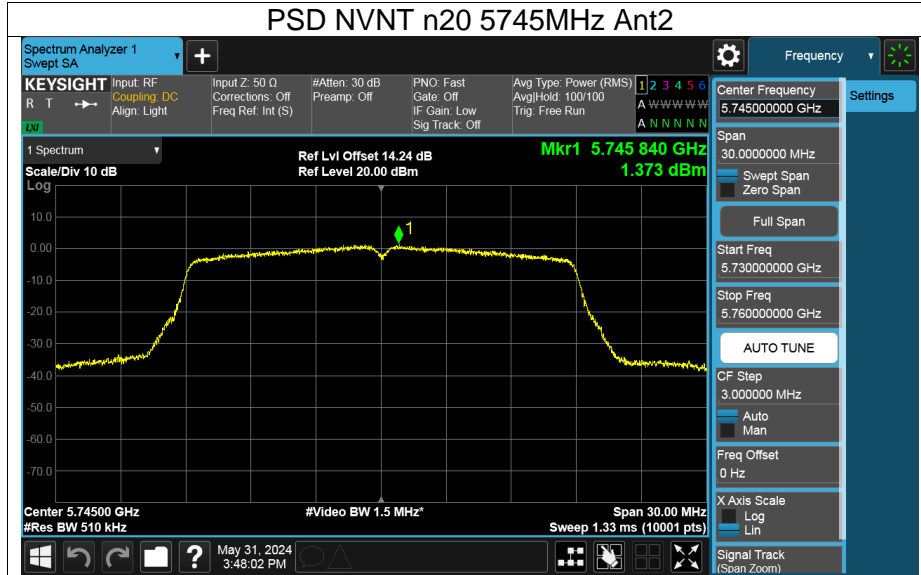 PSD NVNT n20 5745MHz Ant2
Spectrum Analyzer 1
Swept SA
Frequency
KEYSIGHT
R T
LXI
Input: RF
Coupling: DC
Align: Light
Input Z: 50 Ω
Corrections: Off
Freq Ref: Int (S)
#Atten: 30 dB
Preamp: Off
PNO: Fast
Gate: Off
IF Gain: Low
Sig Track: Off
Avg Type: Power (RMS)
Avg|Hold: 100/100
Trig: Free Run
1 2 3 4 5 6
A W W W W W
A N N N N N
1 Spectrum
Scale/Div 10 dB
Log
Ref Lvl Offset 14.24 dB
Ref Level 20.00 dBm
Mkr1 5.745 840 GHz
1.373 dBm
1
10.0
0.00
-10.0
-20.0
-30.0
-40.0
-50.0
-60.0
-70.0
Center 5.74500 GHz
#Res BW 510 kHz
#Video BW 1.5 MHz*
Span 30.00 MHz
Sweep 1.33 ms (10001 pts)
May 31, 2024
3:48:02 PM
Center Frequency
5.745000000 GHz
Span
30.0000000 MHz
Swept Span
Zero Span
Full Span
Start Freq
5.730000000 GHz
Stop Freq
5.760000000 GHz
AUTO TUNE
CF Step
3.000000 MHz
Auto
Man
Freq Offset
0 Hz
X Axis Scale
Log
Lin
Signal Track
(Span Zoom)
Settings